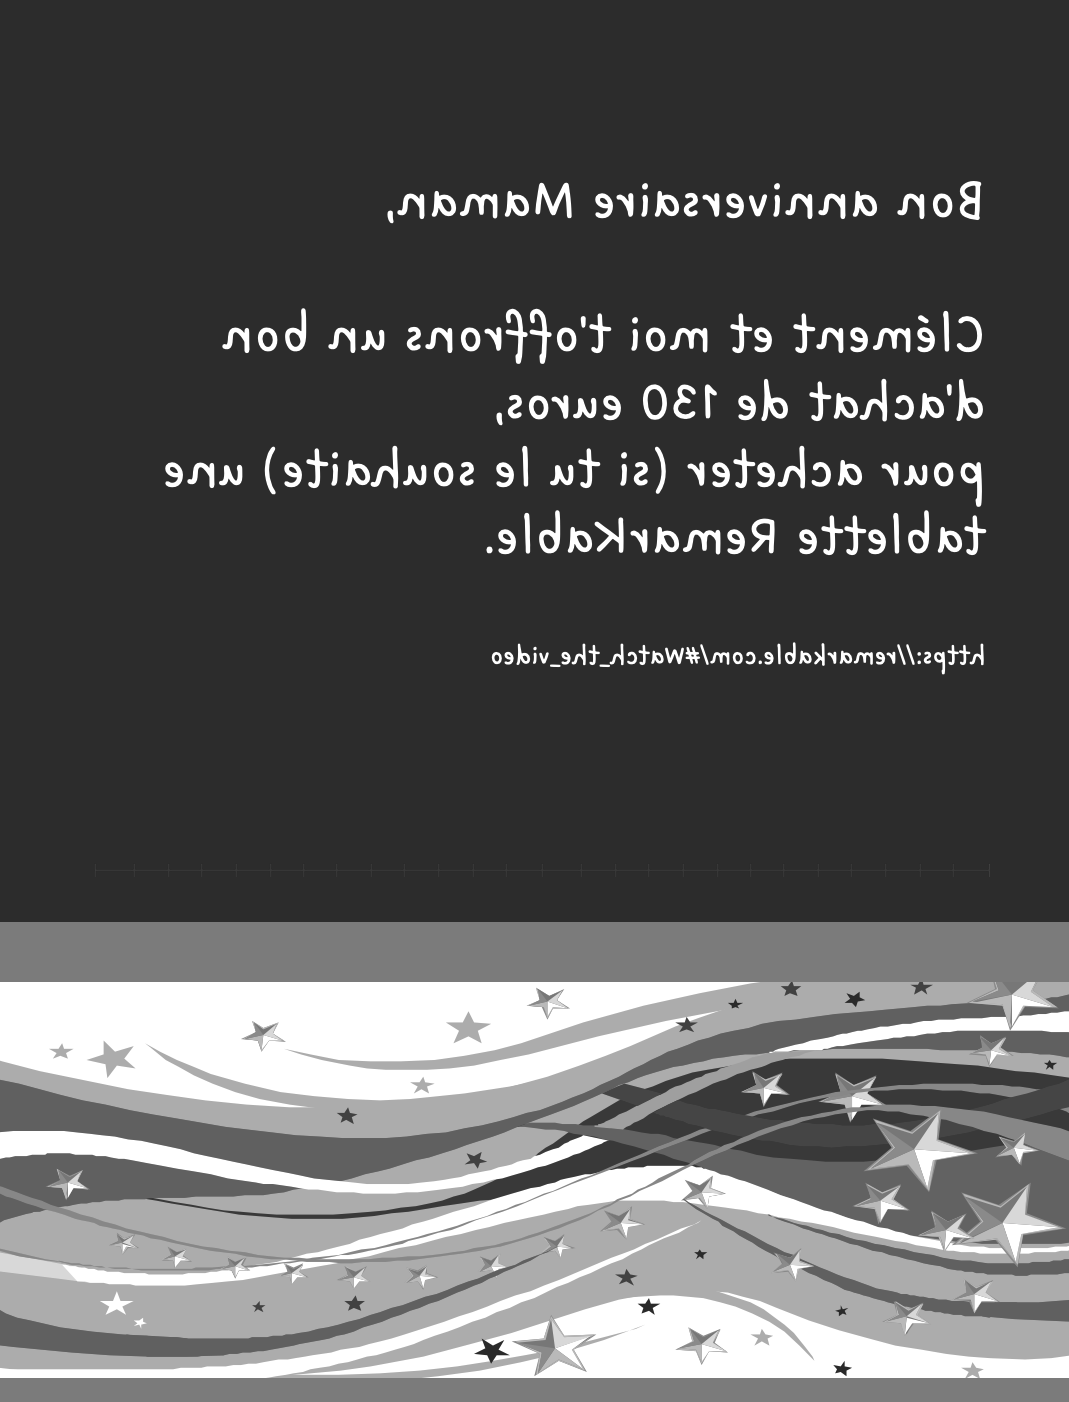 Bon anniversaire Maman,
Clément et moi t'offrons un bon
d'achat de 130 euros,
pour acheter (si tu le souhaite) une
tablette RemarKable.
https://remarkable.com/#Watch_the_video